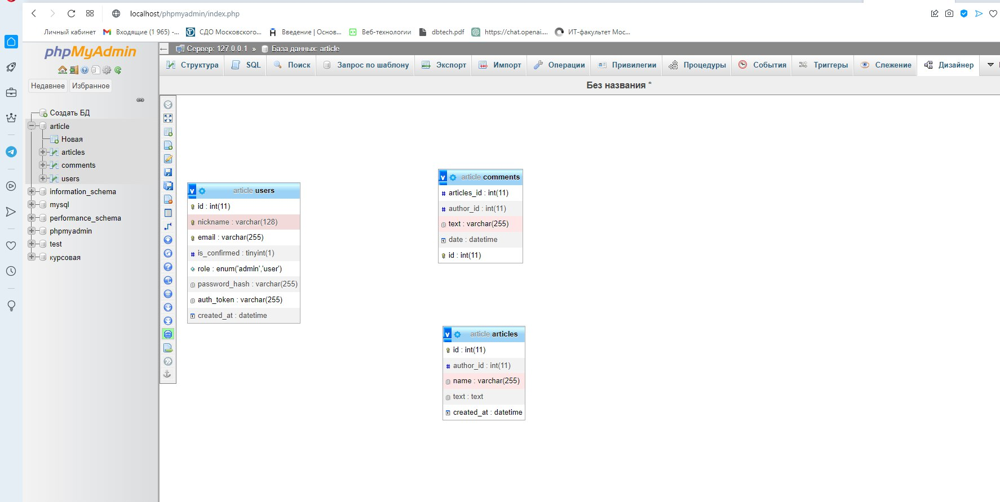 localhost/phpmyadmin/index.php
Личный кабинет Входящие (1 965) -... СДО Московского... Введение | Основ... Веб-технологии dbtech.pdf https://chat.openai.... ИТ-факультет Мос...
phpMyAdmin
Недавнее Избранное
Создать БД
article
Новая
articles
comments
users
information_schema
mysql
performance_schema
phpmyadmin
test
курсовая
Сервер: 127.0.0.1 » База данных: article
Структура SQL Поиск Запрос по шаблону Экспорт Импорт Операции Привилегии Процедуры События Триггеры Слежение Дизайнер
Без названия *
v article users
id : int(11)
nickname : varchar(128)
email : varchar(255)
# is_confirmed : tinyint(1)
role : enum('admin','user')
password_hash : varchar(255)
auth_token : varchar(255)
created_at : datetime
v article comments
# articles_id : int(11)
# author_id : int(11)
text : varchar(255)
date : datetime
id : int(11)
v article articles
id : int(11)
# author_id : int(11)
name : varchar(255)
text : text
created_at : datetime